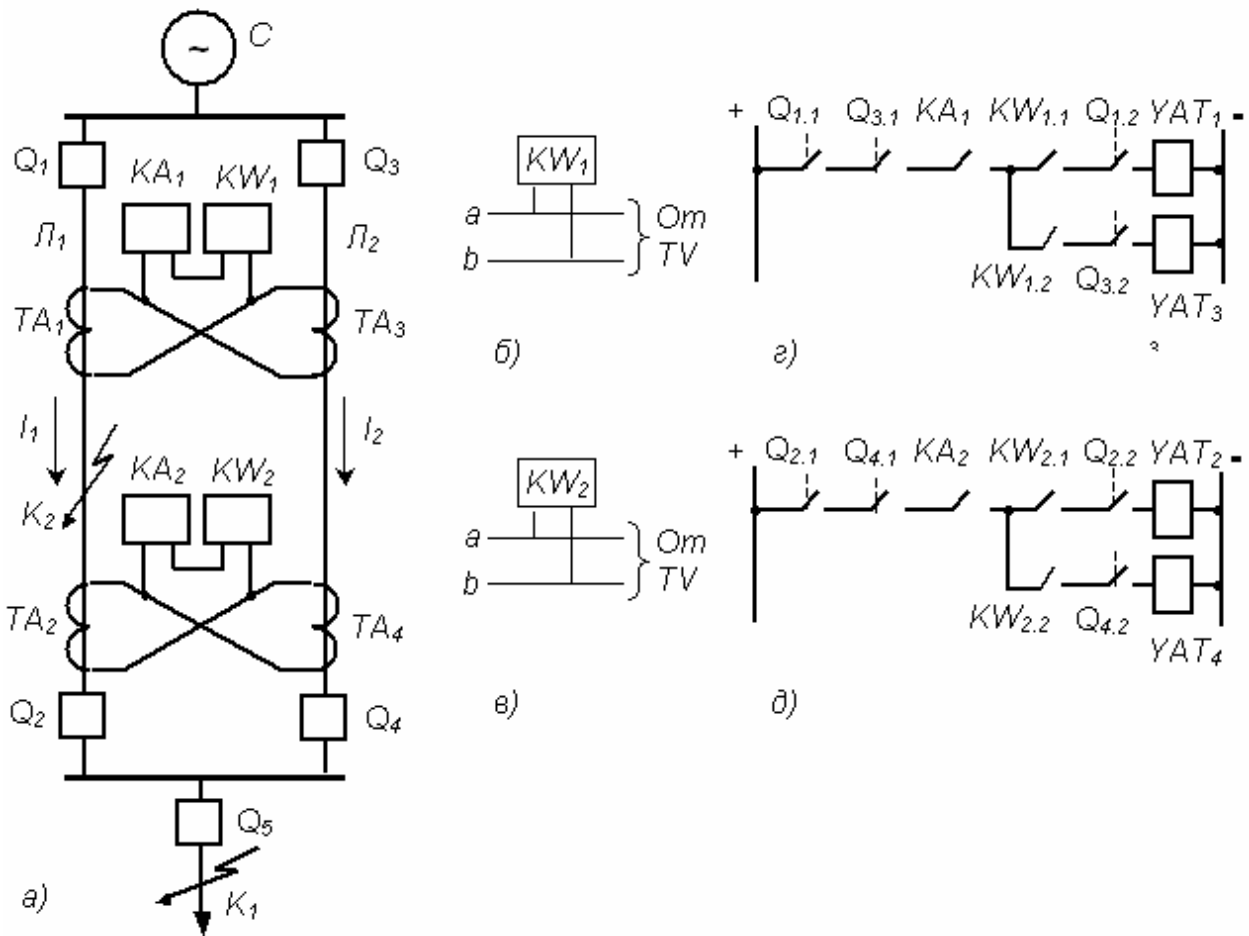 ~ C
Q₁ KA₁ KW₁ Q₃
Л₁ Л₂
TA₁ TA₃
I₁ I₂
K₂ KA₂ KW₂
TA₂ TA₄
Q₂ Q₄
Q₅
K₁
а)
KW₁
a
b
От
TV
б)
KW₂
a
b
От
TV
в)
+ Q₁.₁ Q₃.₁ KA₁ KW₁.₁ Q₁.₂ YAT₁ -
KW₁.₂ Q₃.₂
YAT₃
г) з
+ Q₂.₁ Q₄.₁ KA₂ KW₂.₁ Q₂.₂ YAT₂ -
KW₂.₂ Q₄.₂
YAT₄
д)